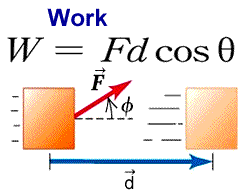 Work
W = Fd cos θ
F⃗
ϕ
d⃗